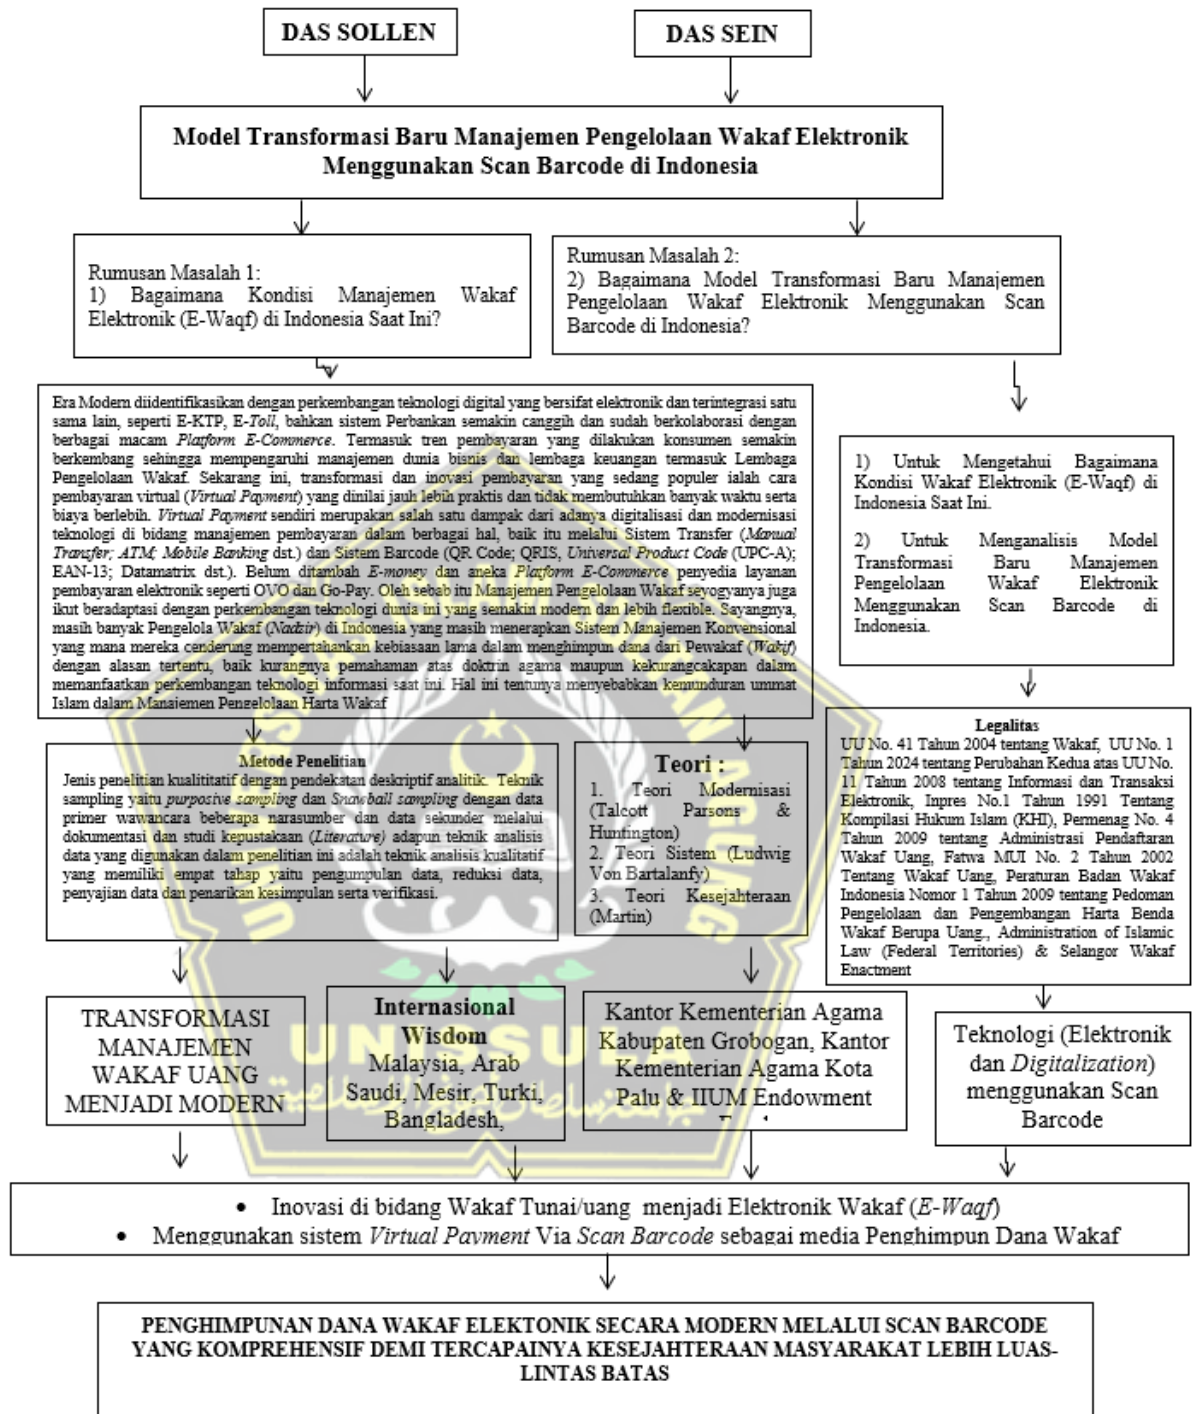 DAS SOLLEN
DAS SEIN
Model Transformasi Baru Manajemen Pengelolaan Wakaf Elektronik
Menggunakan Scan Barcode di Indonesia
Rumusan Masalah 1:
1) Bagaimana Kondisi Manajemen Wakaf
Elektronik (E-Waqf) di Indonesia Saat Ini?
Rumusan Masalah 2:
2) Bagaimana Model Transformasi Baru Manajemen
Pengelolaan Wakaf Elektronik Menggunakan Scan
Barcode di Indonesia?
Era Modern diidentifikasikan dengan perkembangan teknologi digital yang bersifat elektronik dan terintegrasi satu
sama lain, seperti E-KTP, E-Toll, bahkan sistem Perbankan semakin canggih dan sudah berkolaborasi dengan
berbagai macam Platform E-Commerce. Termasuk tren pembayaran yang dilakukan konsumen semakin
berkembang sehingga mempengaruhi manajemen dunia bisnis dan lembaga keuangan termasuk Lembaga
Pengelolaan Wakaf. Sekarang ini, transformasi dan inovasi pembayaran yang sedang populer ialah cara
pembayaran virtual (Virtual Payment) yang dinilai jauh lebih praktis dan tidak membutuhkan banyak waktu serta
biaya berlebih. Virtual Payment sendiri merupakan salah satu dampak dari adanya digitalisasi dan modernisasi
teknologi di bidang manajemen pembayaran dalam berbagai hal, baik itu melalui Sistem Transfer (Manual
Transfer; ATM; Mobile Banking dst.) dan Sistem Barcode (QR Code; QRIS, Universal Product Code (UPC-A);
EAN-13; Datamatrix dst.). Belum ditambah E-money dan aneka Platform E-Commerce penyedia layanan
pembayaran elektronik seperti OVO dan Go-Pay. Oleh sebab itu Manajemen Pengelolaan Wakaf seyogyanya juga
ikut beradaptasi dengan perkembangan teknologi dunia ini yang semakin modern dan lebih flexible. Sayangnya,
masih banyak Pengelola Wakaf (Nadzir) di Indonesia yang masih menerapkan Sistem Manajemen Konvensional
yang mana mereka cenderung mempertahankan kebiasaan lama dalam menghimpun dana dari Pewakaf (Wakif)
dengan alasan tertentu, baik kurangnya pemahaman atas doktrin agama maupun kekurangcakapan dalam
memanfaatkan perkembangan teknologi informasi saat ini. Hal ini tentunya menyebabkan kemunduran ummat
Islam dalam Manajemen Pengelolaan Harta Wakaf
1) Untuk Mengetahui Bagaimana
Kondisi Wakaf Elektronik (E-Waqf) di
Indonesia Saat Ini.
2) Untuk Menganalisis Model
Transformasi Baru Manajemen
Pengelolaan Wakaf Elektronik
Menggunakan Scan Barcode di
Indonesia.
Metode Penelitian
Jenis penelitian kualititatif dengan pendekatan deskriptif analitik. Teknik
sampling yaitu purposive sampling dan Snawball sampling dengan data
primer wawancara beberapa narasumber dan data sekunder melalui
dokumentasi dan studi kepustakaan (Literature) adapun teknik analisis
data yang digunakan dalam penelitian ini adalah teknik analisis kualitatif
yang memiliki empat tahap yaitu pengumpulan data, reduksi data,
penyajian data dan penarikan kesimpulan serta verifikasi.
Teori :
1. Teori Modernisasi
(Talcott Parsons &
Huntington)
2. Teori Sistem (Ludwig
Von Bartalanfy)
3. Teori Kesejahteraan
(Martin)
Legalitas
UU No. 41 Tahun 2004 tentang Wakaf, UU No. 1
Tahun 2024 tentang Perubahan Kedua atas UU No.
11 Tahun 2008 tentang Informasi dan Transaksi
Elektronik, Inpres No.1 Tahun 1991 Tentang
Kompilasi Hukum Islam (KHI), Permenag No. 4
Tahun 2009 tentang Administrasi Pendaftaran
Wakaf Uang, Fatwa MUI No. 2 Tahun 2002
Tentang Wakaf Uang, Peraturan Badan Wakaf
Indonesia Nomor 1 Tahun 2009 tentang Pedoman
Pengelolaan dan Pengembangan Harta Benda
Wakaf Berupa Uang., Administration of Islamic
Law (Federal Territories) & Selangor Wakaf
Enactment
TRANSFORMASI
MANAJEMEN
WAKAF UANG
MENJADI MODERN
Internasional
Wisdom
Malaysia, Arab
Saudi, Mesir, Turki,
Bangladesh,
Kantor Kementerian Agama
Kabupaten Grobogan, Kantor
Kementerian Agama Kota
Palu & IIUM Endowment
Teknologi (Elektronik
dan Digitalization)
menggunakan Scan
Barcode
• Inovasi di bidang Wakaf Tunai/uang menjadi Elektronik Wakaf (E-Waqf)
• Menggunakan sistem Virtual Payment Via Scan Barcode sebagai media Penghimpun Dana Wakaf
PENGHIMPUNAN DANA WAKAF ELEKTONIK SECARA MODERN MELALUI SCAN BARCODE
YANG KOMPREHENSIF DEMI TERCAPAINYA KESEJAHTERAAN MASYARAKAT LEBIH LUAS-
LINTAS BATAS
UNIVERSITAS ISLAM SULTAN AGUNG
UNISSULA